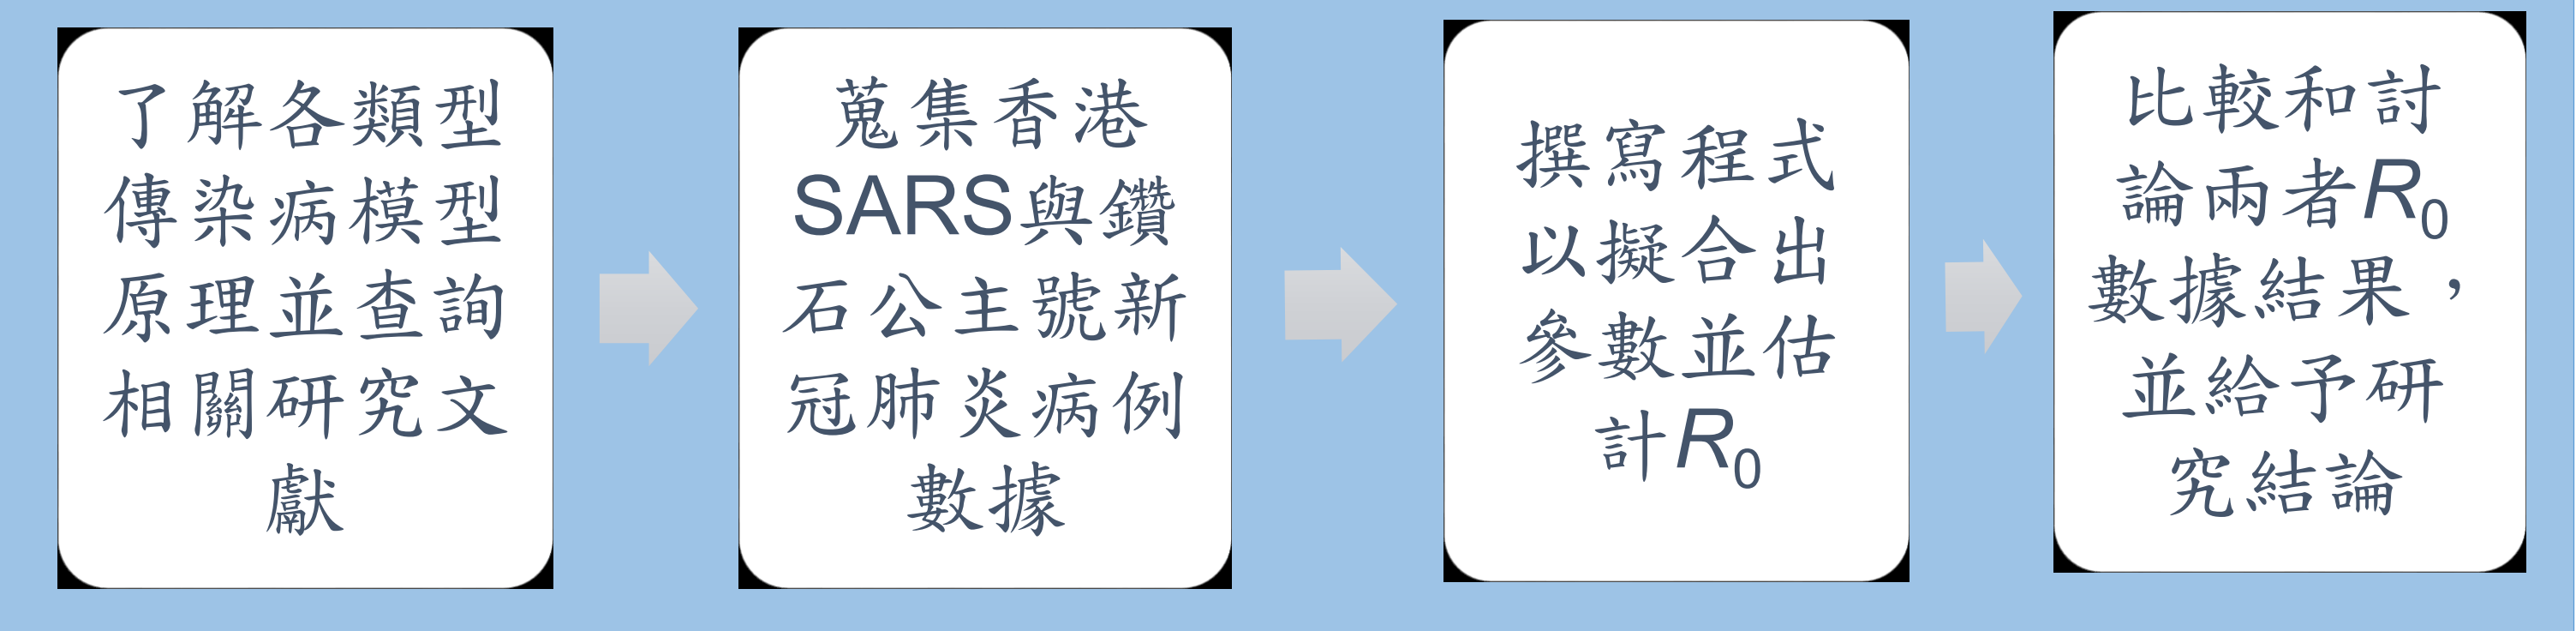 了解各類型
傳染病模型
原理並查詢
相關研究文
獻
蒐集香港
SARS與鑽
石公主號新
冠肺炎病例
數據
撰寫程式
以擬合出
參數並估
計R₀
比較和討
論兩者R₀
數據結果，
並給予研
究結論